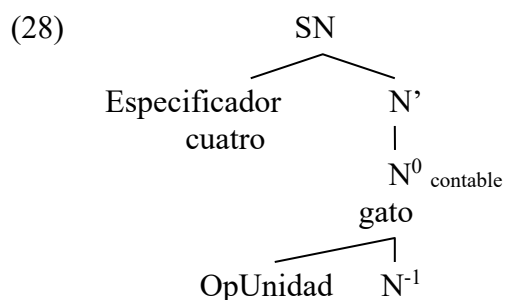 (28) SN
Especificador N’
cuatro
N⁰ contable
gato
OpUnidad N⁻¹